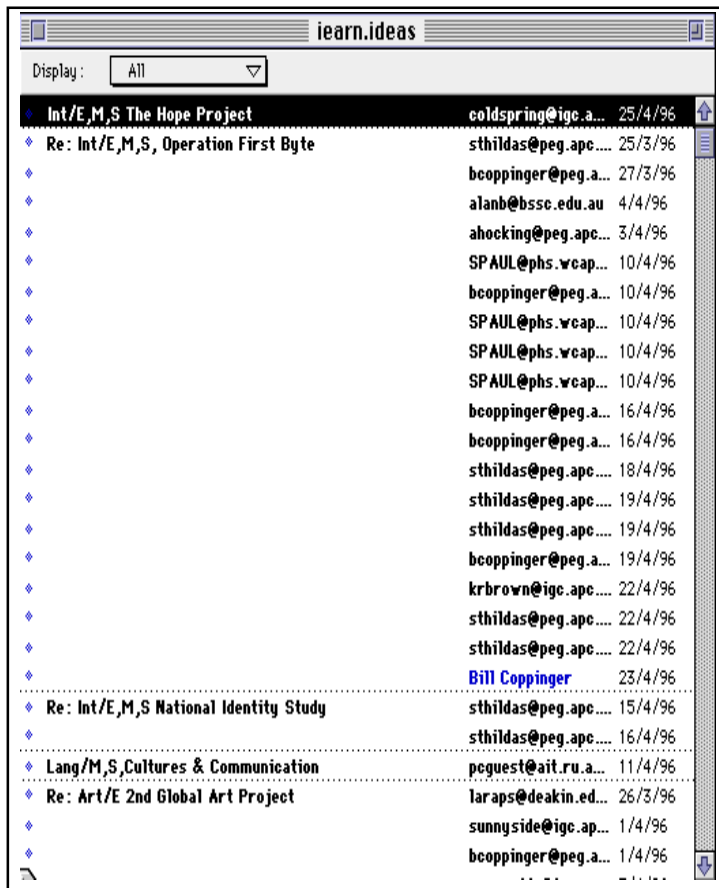 iearn.ideas
Display: All
Int/E,M,S The Hope Project coldspring@igc.a... 25/4/96
Re: Int/E,M,S, Operation First Byte sthildas@peg.apc.... 25/3/96
bcoppinger@peg.a... 27/3/96
alanb@bssc.edu.au 4/4/96
ahocking@peg.apc... 3/4/96
SPAUL@phs.wcap... 10/4/96
bcoppinger@peg.a... 10/4/96
SPAUL@phs.wcap... 10/4/96
SPAUL@phs.wcap... 10/4/96
SPAUL@phs.wcap... 10/4/96
bcoppinger@peg.a... 16/4/96
bcoppinger@peg.a... 16/4/96
sthildas@peg.apc.... 18/4/96
sthildas@peg.apc.... 19/4/96
sthildas@peg.apc.... 19/4/96
bcoppinger@peg.a... 19/4/96
krbrown@igc.apc.... 22/4/96
sthildas@peg.apc.... 22/4/96
sthildas@peg.apc.... 22/4/96
Bill Coppinger 23/4/96
Re: Int/E,M,S National Identity Study sthildas@peg.apc.... 15/4/96
sthildas@peg.apc.... 16/4/96
Lang/M,S,Cultures & Communication pcguest@ait.ru.a... 11/4/96
Re: Art/E 2nd Global Art Project laraps@deakin.ed... 26/3/96
sunnyside@igc.ap... 1/4/96
bcoppinger@peg.a... 1/4/96